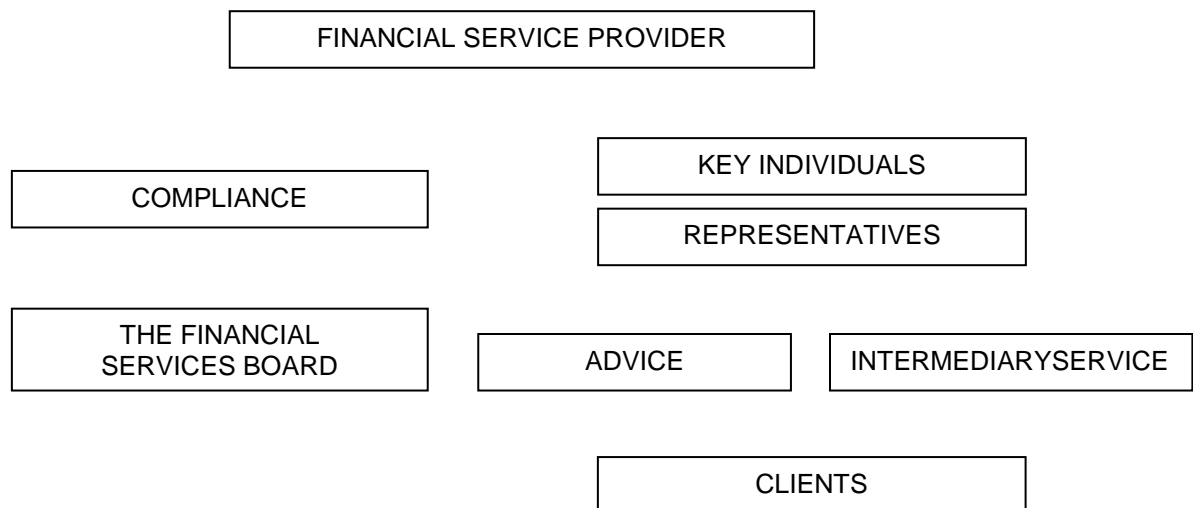 FINANCIAL SERVICE PROVIDER
KEY INDIVIDUALS
COMPLIANCE
REPRESENTATIVES
THE FINANCIAL
SERVICES BOARD
ADVICE
INTERMEDIARYSERVICE
CLIENTS